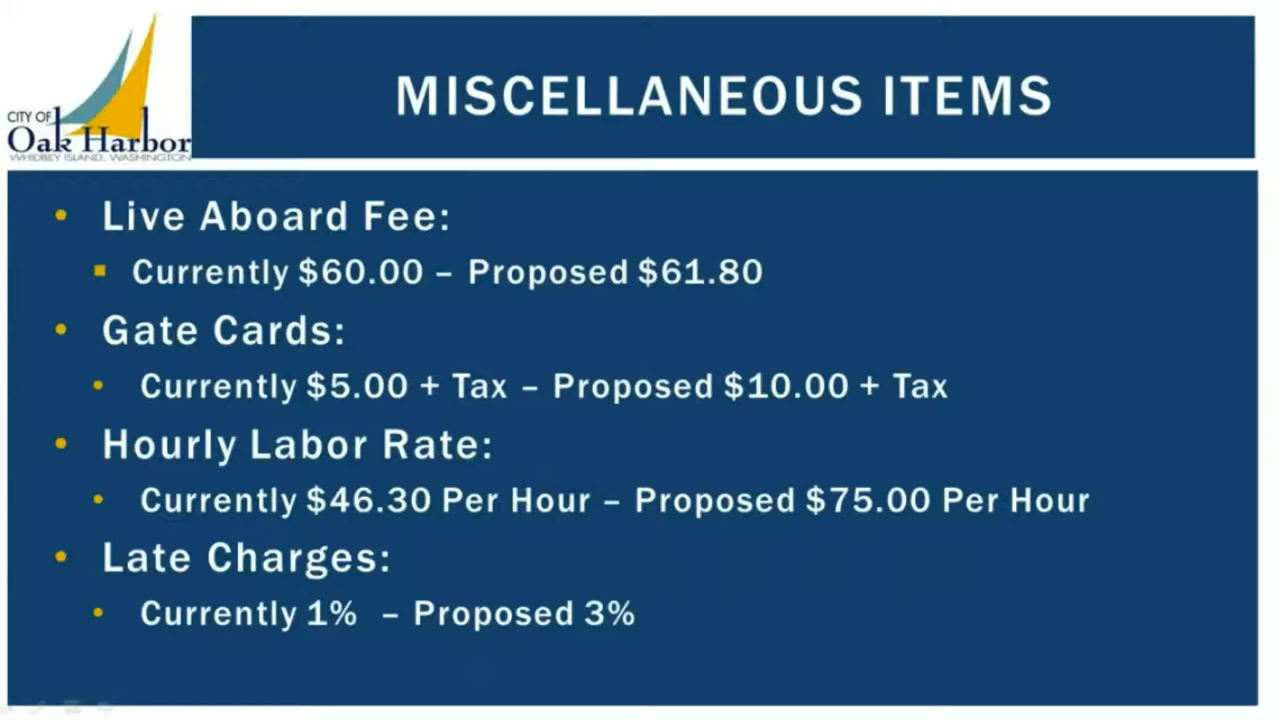 CITY OF
Oak Harbor
WHIDBEY ISLAND, WASHINGTON
MISCELLANEOUS ITEMS
• Live Aboard Fee:
▪ Currently $60.00 – Proposed $61.80
• Gate Cards:
• Currently $5.00 + Tax – Proposed $10.00 + Tax
• Hourly Labor Rate:
• Currently $46.30 Per Hour – Proposed $75.00 Per Hour
• Late Charges:
• Currently 1% – Proposed 3%